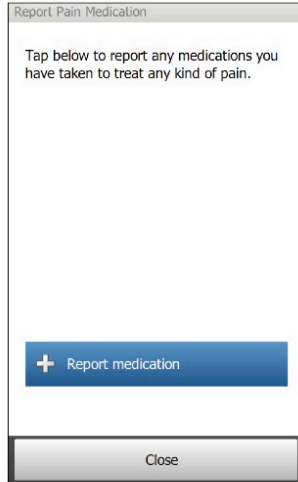 Report Pain Medication
Tap below to report any medications you
have taken to treat any kind of pain.
Report medication
Close